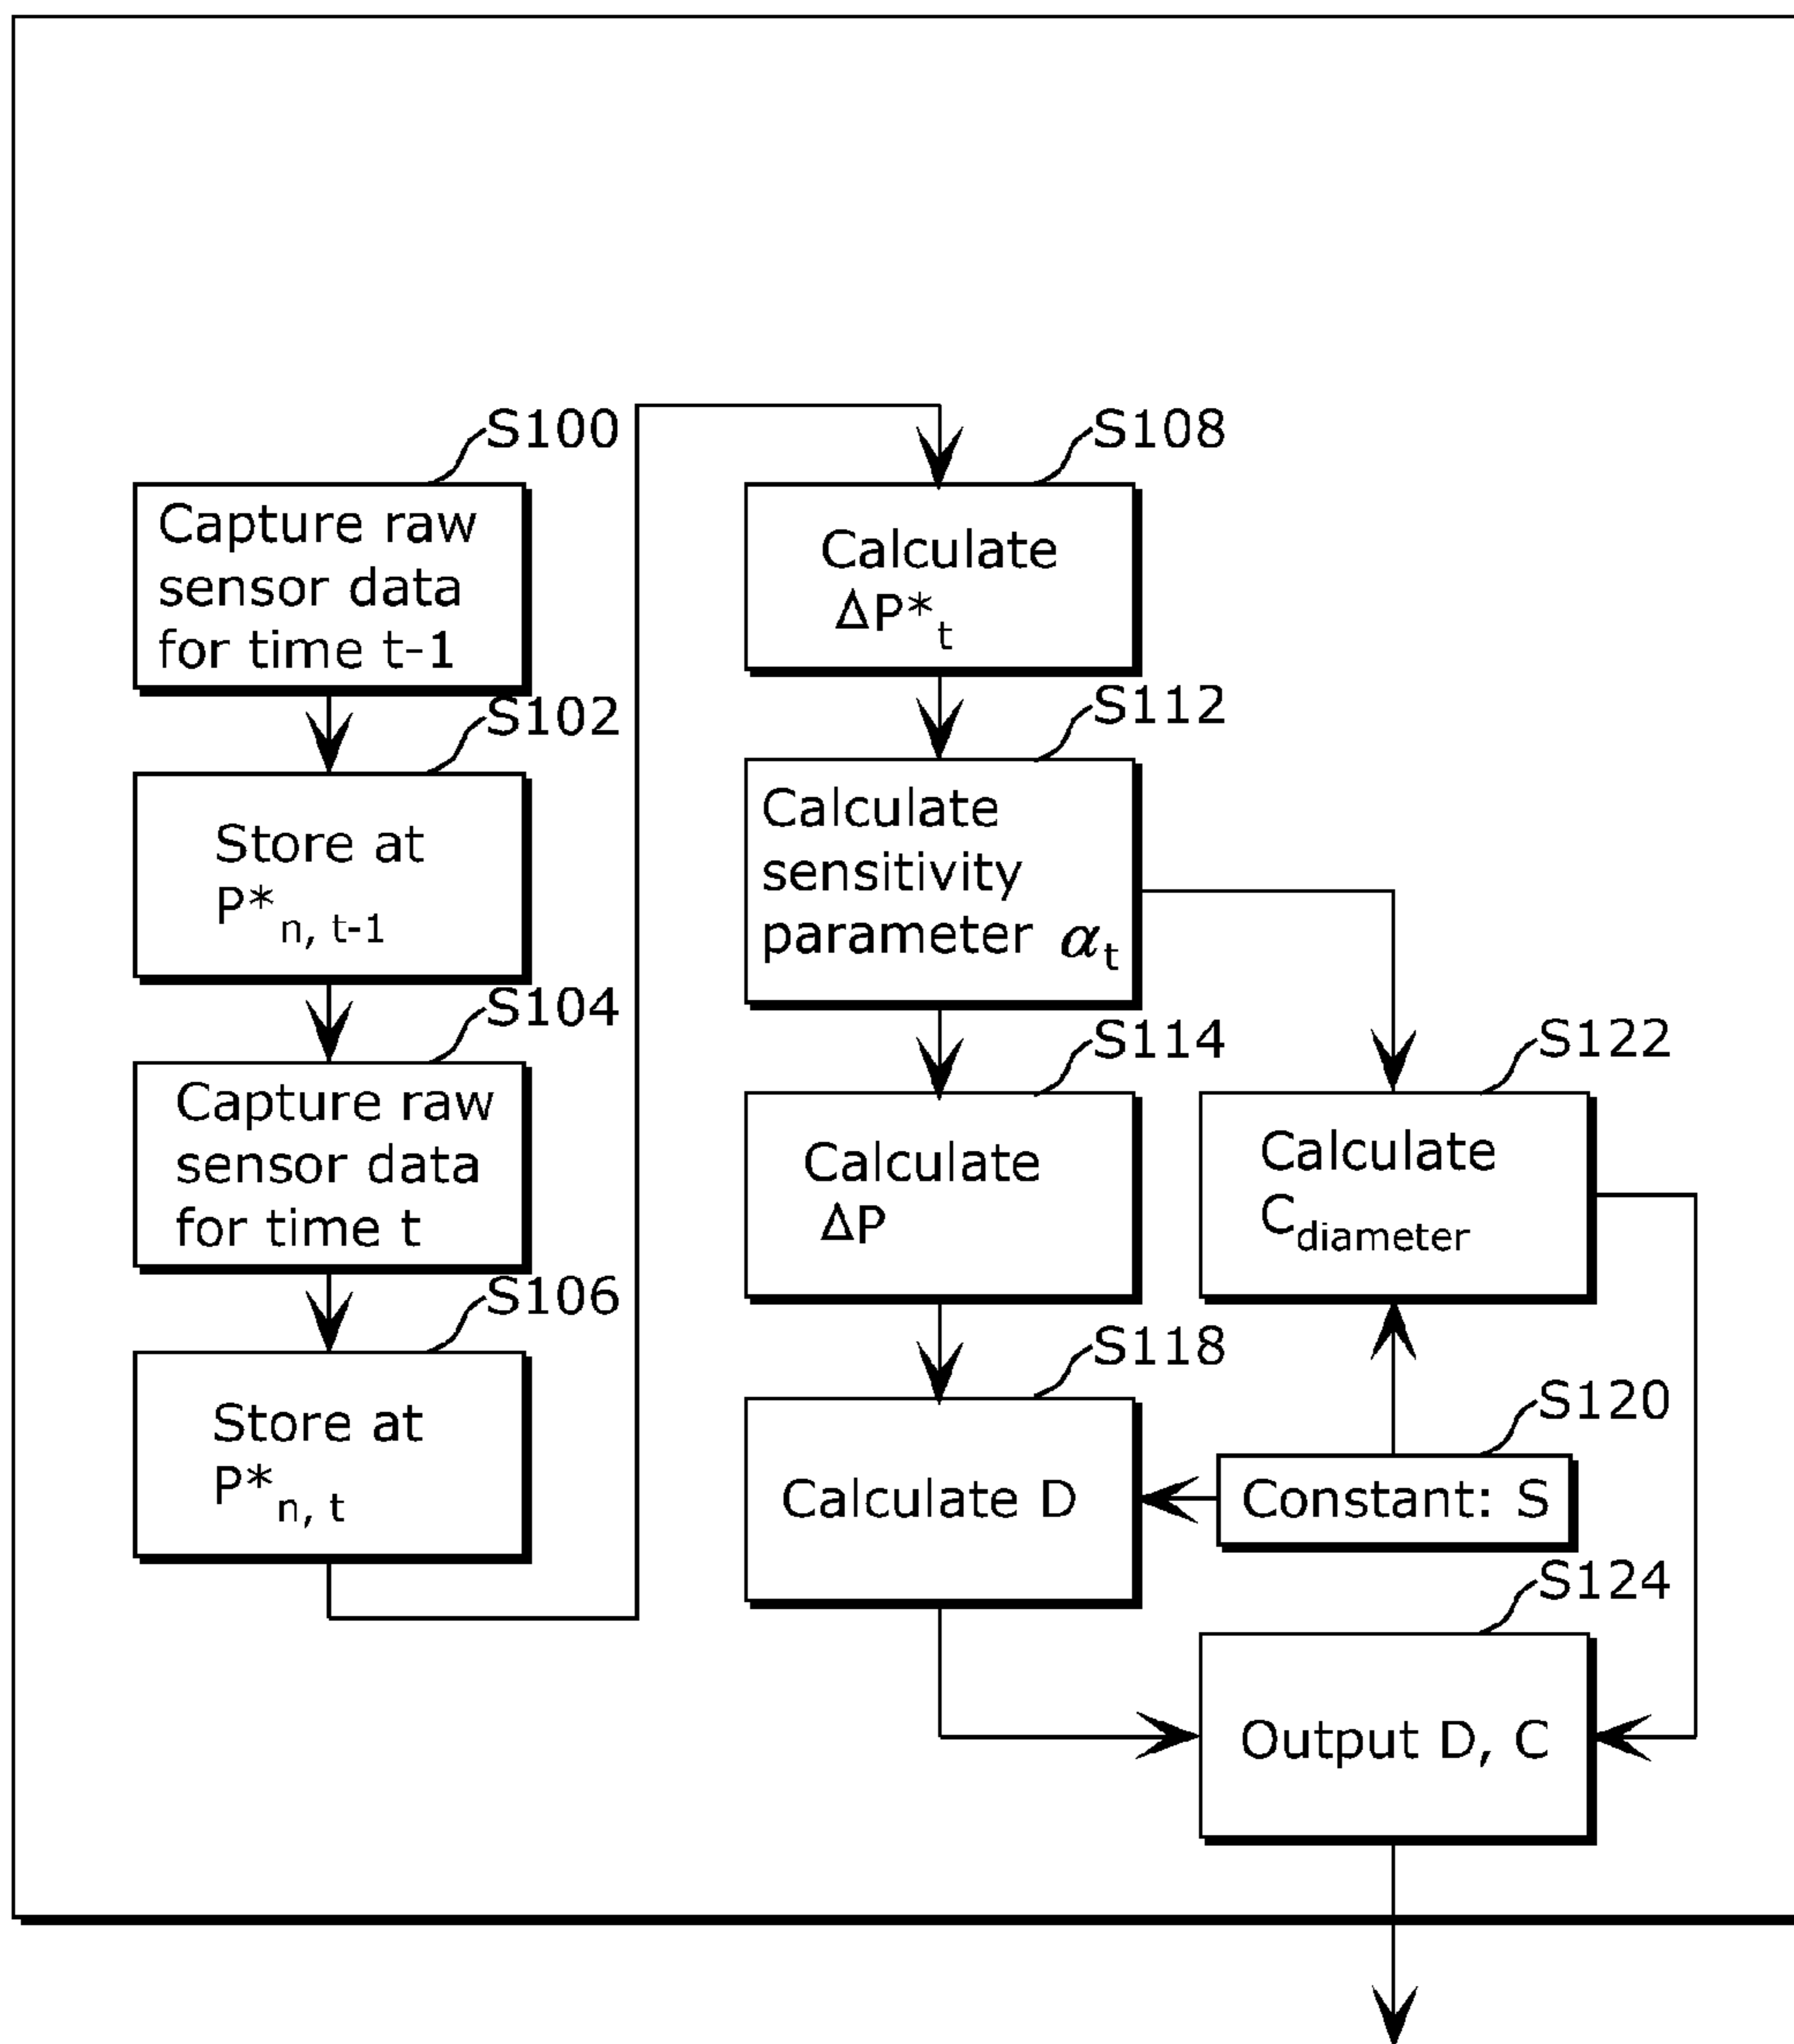 S100
Capture raw
sensor data
for time t-1
S102
Store at
P*n, t-1
S104
Capture raw
sensor data
for time t
S106
Store at
P*n, t
S108
Calculate
ΔP*t
S112
Calculate
sensitivity
parameter αt
S114
Calculate
ΔP
S118
Calculate D
S122
Calculate
Cdiameter
S120
Constant: S
S124
Output D, C